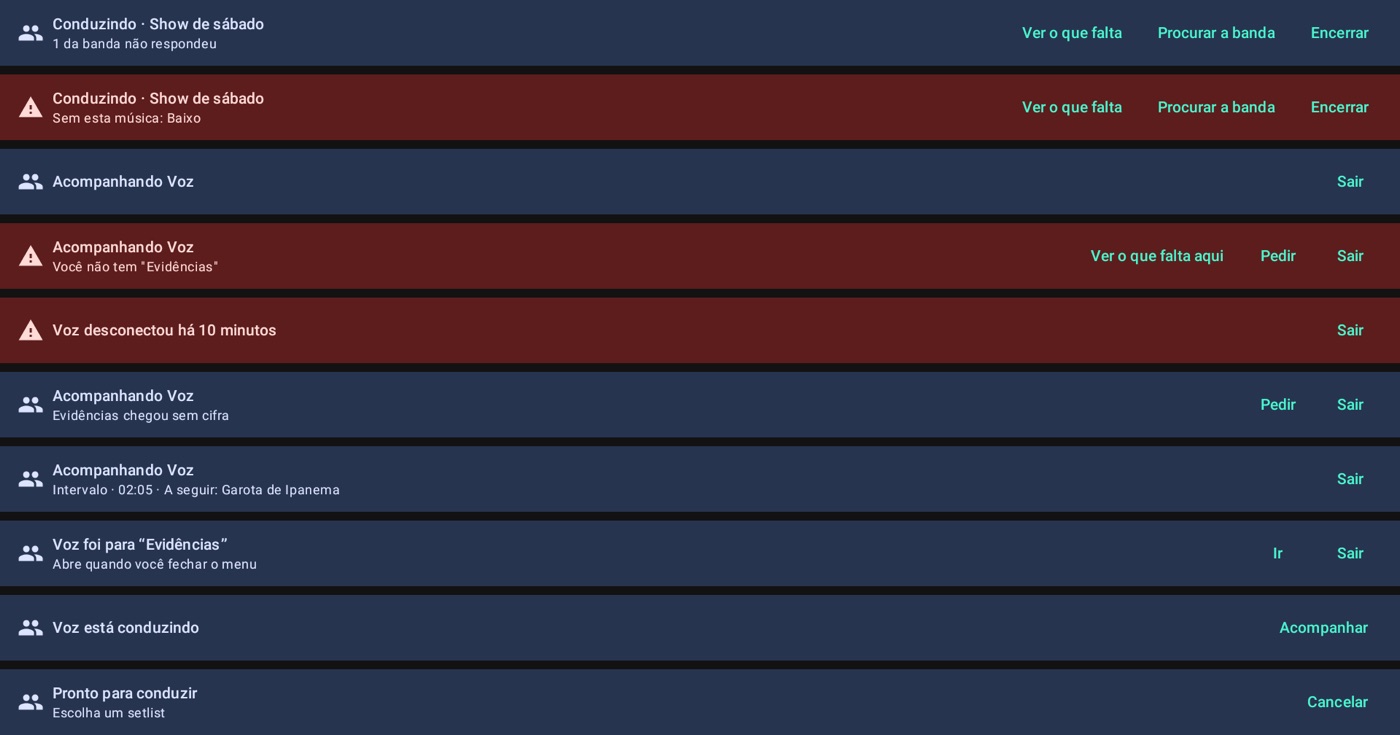 Conduzindo · Show de sábado
1 da banda não respondeu
Ver o que falta Procurar a banda Encerrar
Conduzindo · Show de sábado
Sem esta música: Baixo
Ver o que falta Procurar a banda Encerrar
Acompanhando Voz
Sair
Acompanhando Voz
Você não tem "Evidências"
Ver o que falta aqui Pedir Sair
Voz desconectou há 10 minutos
Sair
Acompanhando Voz
Evidências chegou sem cifra
Pedir Sair
Acompanhando Voz
Intervalo · 02:05 · A seguir: Garota de Ipanema
Sair
Voz foi para “Evidências”
Abre quando você fechar o menu
Ir Sair
Voz está conduzindo
Acompanhar
Pronto para conduzir
Escolha um setlist
Cancelar